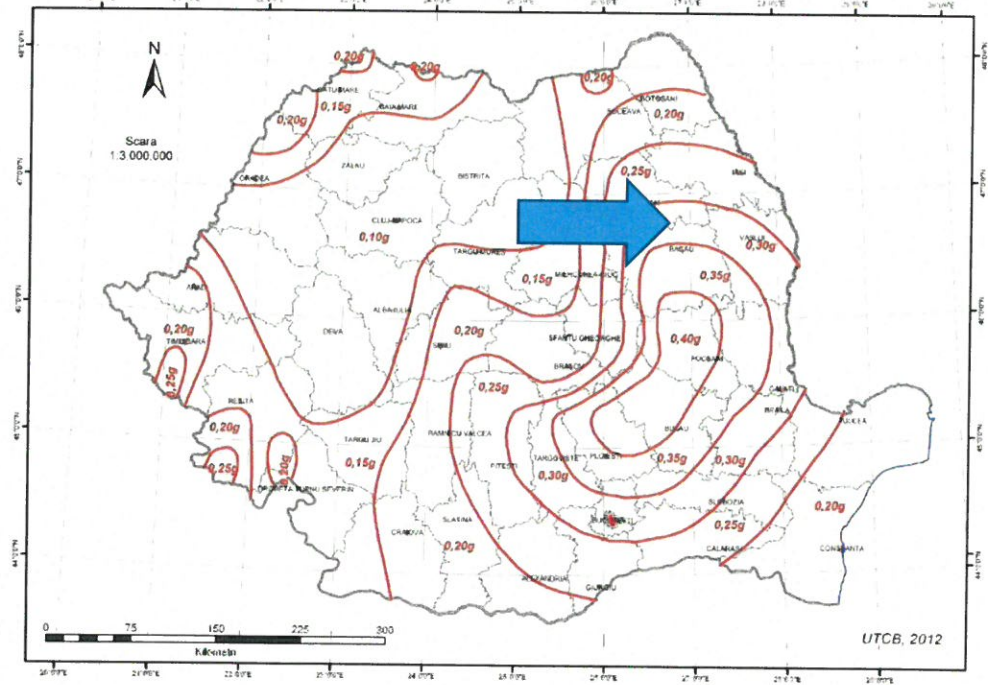 N
Scara
1:3 000.000
0,20g
0,20g
0,20g
SATU MARE
0,15g
BAIA MARE
0,20g
BOTOSANI
SUCEAVA
0,20g
ZALAU
ORADEA
BISTRITA
0,25g
IASI
CLUJ-NAPOCA
0,10g
VASLUI
0,30g
BACAU
TARGU-MURES
0,15g
MIERCUREA-CIUC
0,35g
ARAD
ALBA IULIA
DEVA
0,20g
TIMISOARA
0,20g
SIBIU
SFANTU GHEORGHE
0,40g
FOCSANI
BRASOV
0,25g
0,25g
GALATI
BRAILA
TULCEA
RESITA
0,20g
TARGU JIU
RAMNICU VALCEA
BUZAU
0,25g
0,20g
0,15g
PITESTI
TARGOVISTE
PLOIESTI
0,35g
0,30g
0,30g
DROBETA-TURNU SEVERIN
SLOBOZIA
0,20g
SLATINA
CRAIOVA
0,20g
BUCURESTI
0,25g
CALARASI
CONSTANTA
ALEXANDRIA
GIURGIU
0 75 150 225 300
Kilometri
UTCB, 2012